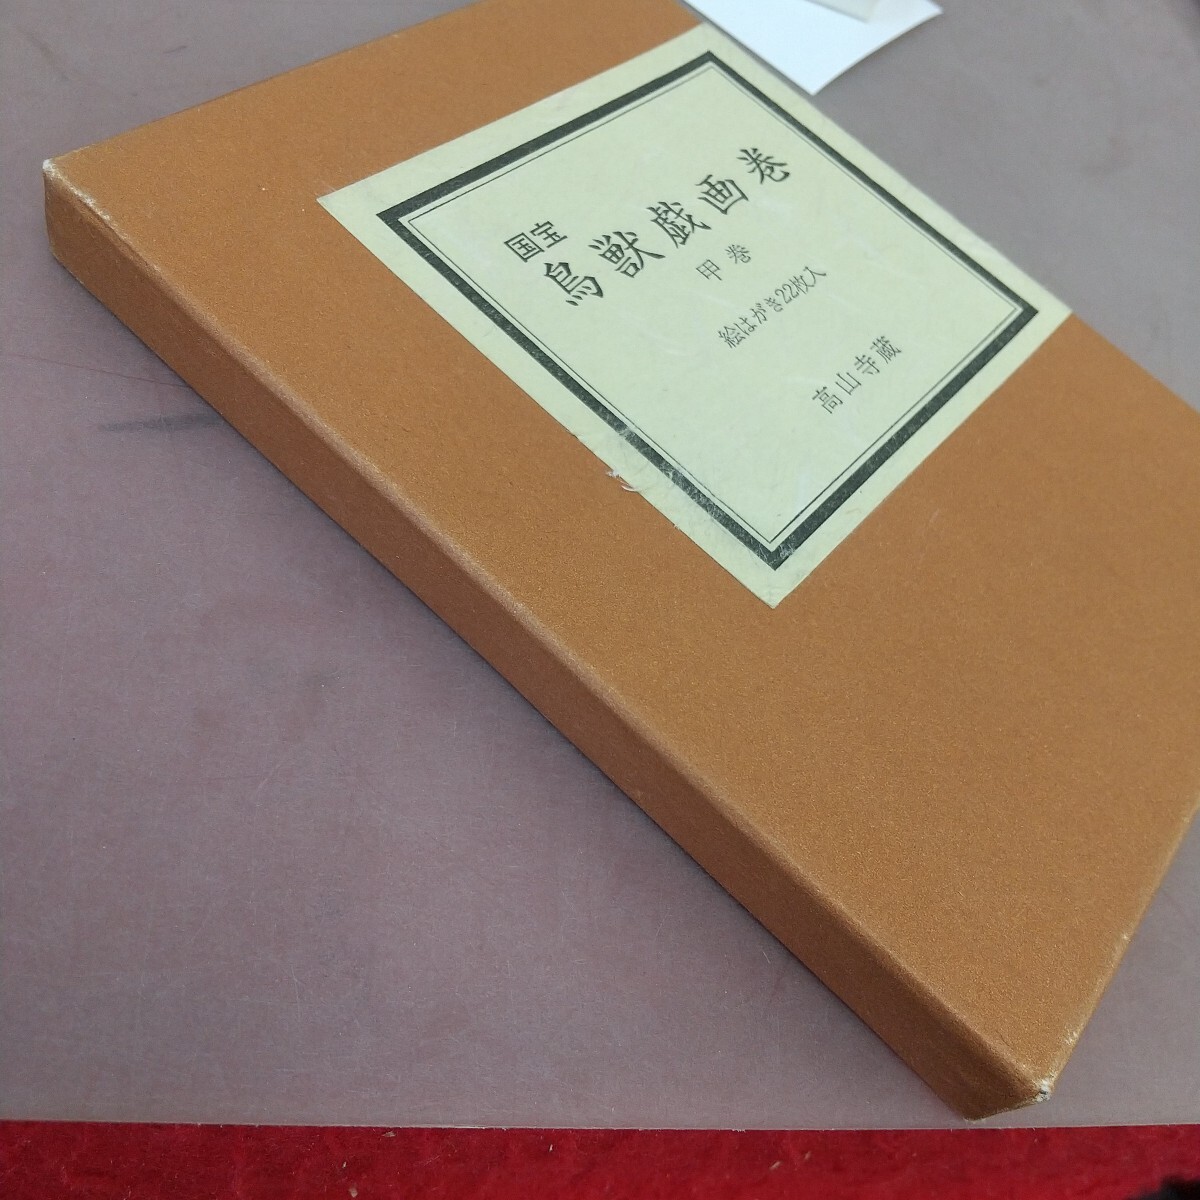 国宝
鳥獣戯画巻
甲巻
絵はがき22枚入
高山寺蔵